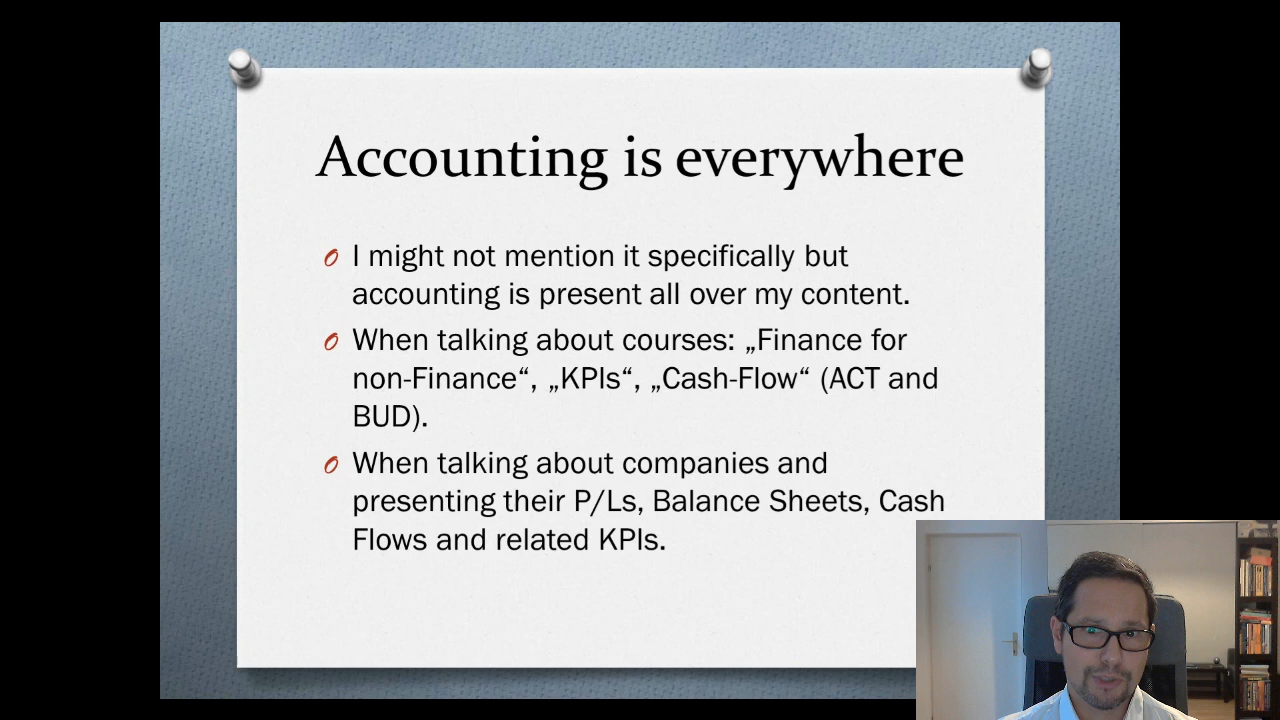 Accounting is everywhere
I might not mention it specifically but
accounting is present all over my content.
When talking about courses: „Finance for
non-Finance“, „KPIs“, „Cash-Flow“ (ACT and
BUD).
When talking about companies and
presenting their P/Ls, Balance Sheets, Cash
Flows and related KPIs.